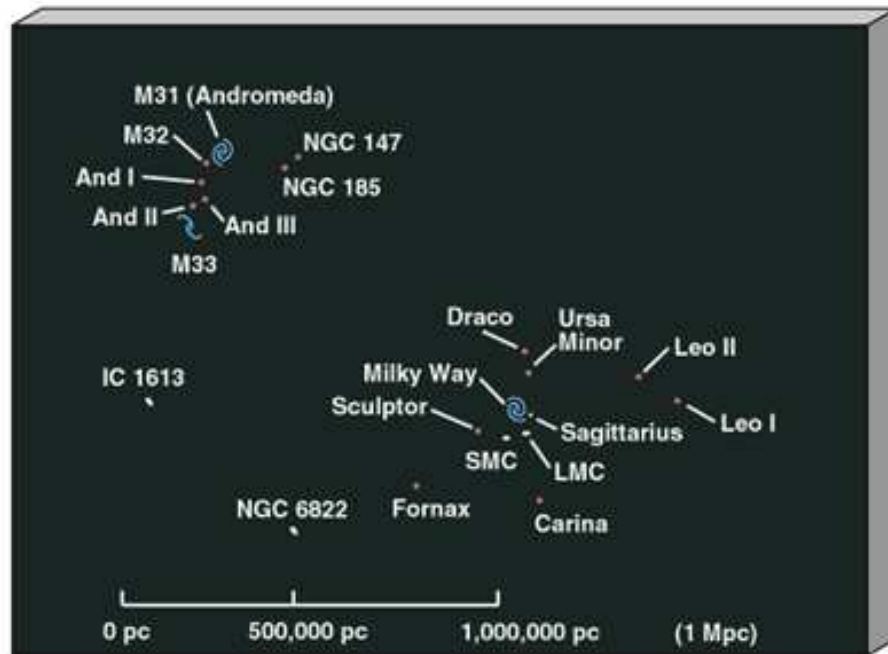 M31 (Andromeda)
M32
NGC 147
And I
NGC 185
And II
And III
M33
Draco
Ursa
Minor
Leo II
IC 1613
Milky Way
Sculptor
Sagittarius
Leo I
SMC
LMC
NGC 6822
Fornax
Carina
0 pc
500,000 pc
1,000,000 pc
(1 Mpc)